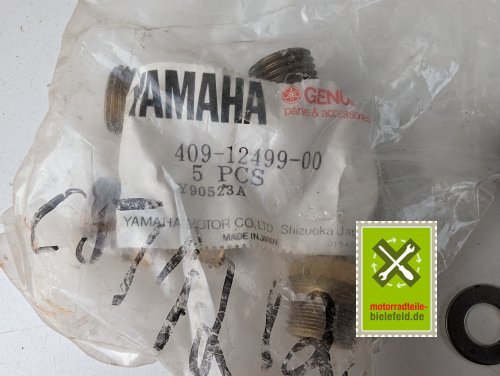 YAMAHA
GENU
parts & accessories
409-12499-00
5 PCS
Y90523A
YAMAHA MOTOR CO., LTD. Shizuoka Jap
MADE IN JAPAN
motorradteile-
bielefeld.de